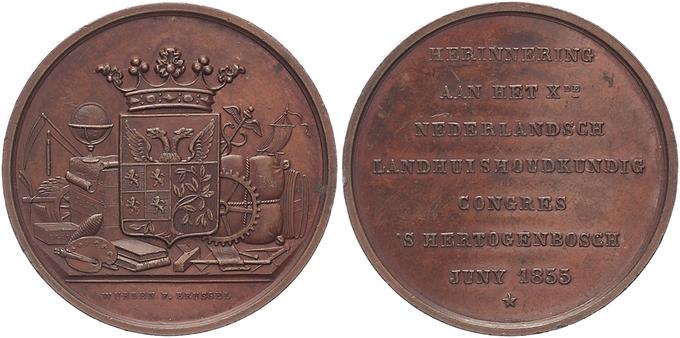 WURDEN F. BRUSSEL
HERINNERING
AAN HET XDE
NEDERLANDSCH
LANDHUISHOUDKUNDIG
CONGRES
'S HERTOGENBOSCH
JUNY 1855